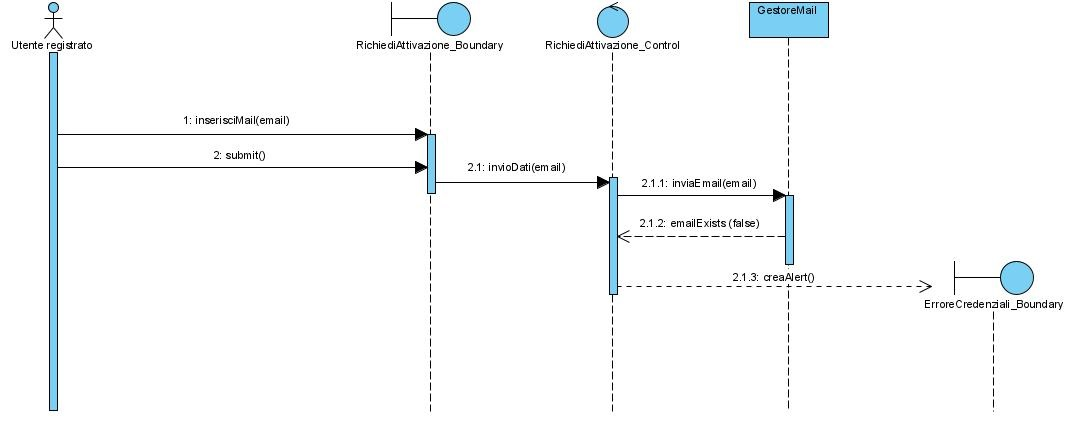 GestoreMail
Utente registrato
RichiediAttivazione_Boundary
RichiediAttivazione_Control
1: inserisciMail(email)
2: submit()
2.1: invioDati(email)
2.1.1: inviaEmail(email)
2.1.2: emailExists (false)
2.1.3: creaAlert()
ErroreCredenziali_Boundary